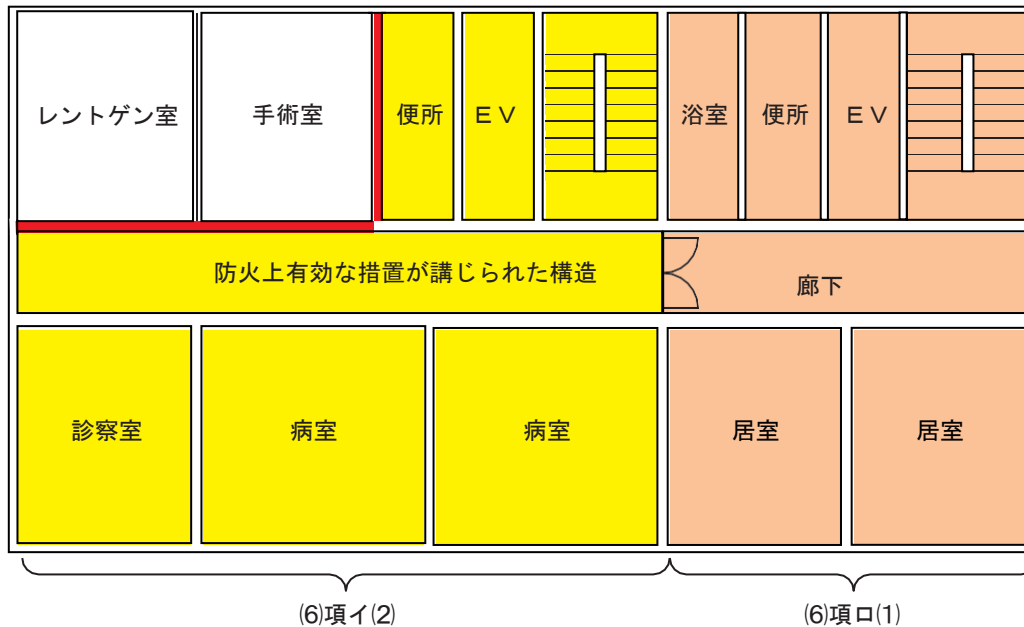 レントゲン室
手術室
便所
ＥＶ
浴室
便所
ＥＶ
防火上有効な措置が講じられた構造
廊下
診察室
病室
病室
居室
居室
(6)項イ(2)
(6)項ロ(1)